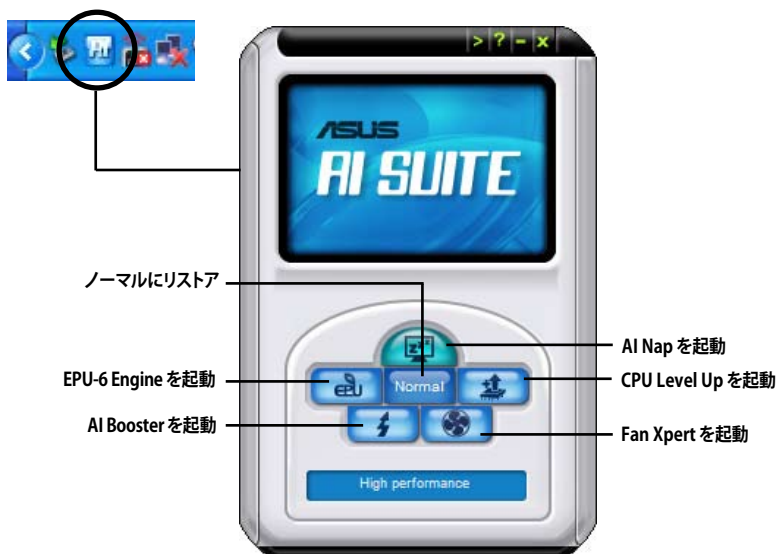 > ? - x
ASUS
AI SUITE
ノーマルにリストア
AI Nap を起動
EPU-6 Engine を起動
EPU
Normal
CPU Level Up を起動
AI Booster を起動
Fan Xpert を起動
High performance